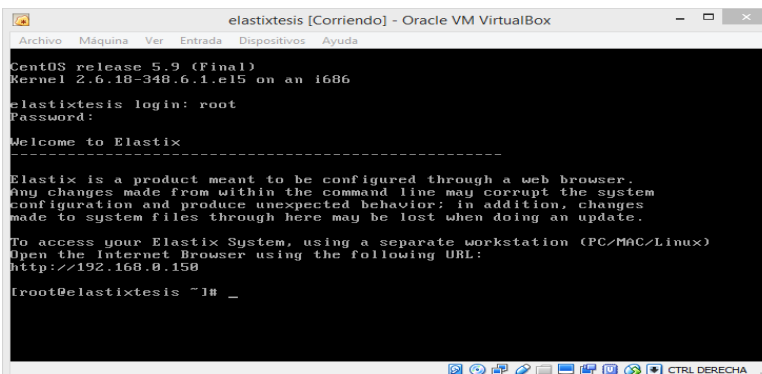 elastixtesis [Corriendo] - Oracle VM VirtualBox
Archivo Máquina Ver Entrada Dispositivos Ayuda
CentOS release 5.9 (Final)
Kernel 2.6.18-348.6.1.el5 on an i686
elastixtesis login: root
Password:
Welcome to Elastix
----------------------------------------------------
Elastix is a product meant to be configured through a web browser.
Any changes made from within the command line may corrupt the system
configuration and produce unexpected behavior; in addition, changes
made to system files through here may be lost when doing an update.
To access your Elastix System, using a separate workstation (PC/MAC/Linux)
Open the Internet Browser using the following URL:
http://192.168.0.150
[root@elastixtesis ~]# _
CTRL DERECHA